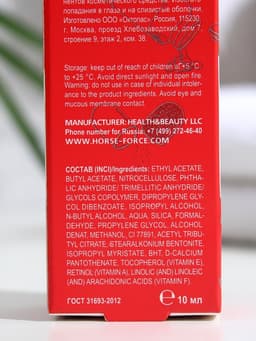 нентов косметического средства. Избегать
попадания в глаза и на слизистые оболочки.
Изготовлено ООО «Октопас». Россия, 115230
г. Москва, проезд Хлебозаводский, дом 7,
строение 9, этаж 2, ком. 38.
Storage: keep out of reach of children at +5 °C
to +25 °C. Avoid direct sunlight and open fire
Warning: do not use in case of individual intoler-
ance to the product ingredients. Avoid eye and
mucous membrane contact
MANUFACTURER: HEALTH&BEAUTY LLC
Phone number for Russia: +7 (499) 272-46-40
WWW.HORSE-FORCE.COM
СОСТАВ (INCI)/Ingredients: ETHYL ACETATE,
BUTYL ACETATE, NITROCELLULOSE, PHTHA-
LIC ANHYDRIDE/ TRIMELLITIC ANHYDRIDE/
GLYCOLS COPOLYMER, DIPROPYLENE GLY-
COL DIBENZOATE, ISOPROPYL ALCOHOL,
N-BUTYL ALCOHOL, AQUA, SILICA, FORMAL-
DEHYDE, PROPYLENE GLYCOL, ALCOHOL
DENAT, METHANOL, CI 77891, ACETYL TRIBU-
TYL CITRATE, STEARALKONIUM BENTONITE,
ISOPROPYL MYRISTATE, BHT, D-CALCIUM
PANTOTHENATE, TOCOPHEROL (VITAMIN E),
RETINOL (VITAMIN A), LINOLIC (AND) LINOLEIC
(AND) ARACHIDONIC ACIDS (VITAMIN F).
ГОСТ 31693-2012 ℮ 10 мл